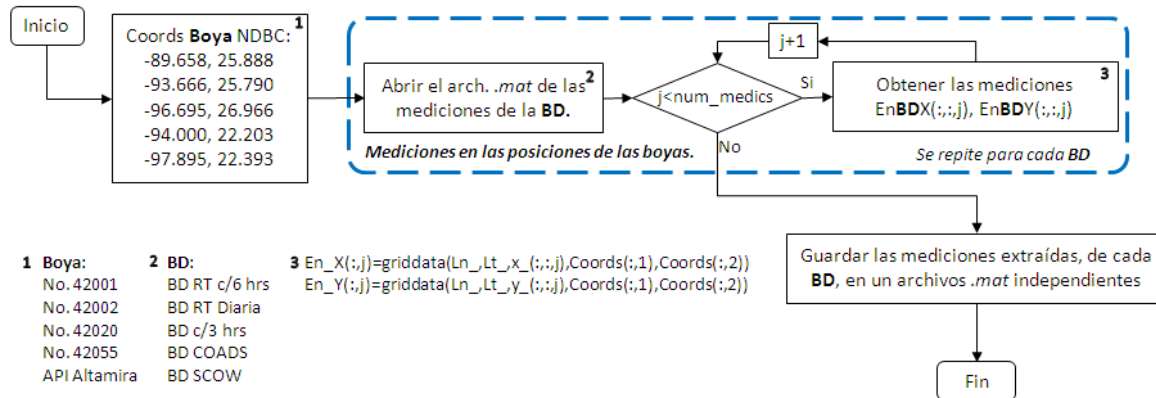 Inicio
Coords Boya NDBC: 1
-89.658, 25.888
-93.666, 25.790
-96.695, 26.966
-94.000, 22.203
-97.895, 22.393
Abrir el arch. .mat de las 2
mediciones de la BD.
j+1
j<num_medics
Si
No
Obtener las mediciones 3
EnBDX(:,:,j), EnBDY(:,:,j)
Mediciones en las posiciones de las boyas.
Se repite para cada BD
Guardar las mediciones extraídas, de cada
BD, en un archivos .mat independientes
Fin
1 Boya:
No. 42001
No. 42002
No. 42020
No. 42055
API Altamira
2 BD:
BD RT c/6 hrs
BD RT Diaria
BD c/3 hrs
BD COADS
BD SCOW
3 En_X(:,j)=griddata(Ln_,Lt_,x_(:,:,j),Coords(:,1),Coords(:,2))
En_Y(:,j)=griddata(Ln_,Lt_,y_(:,:,j),Coords(:,1),Coords(:,2))